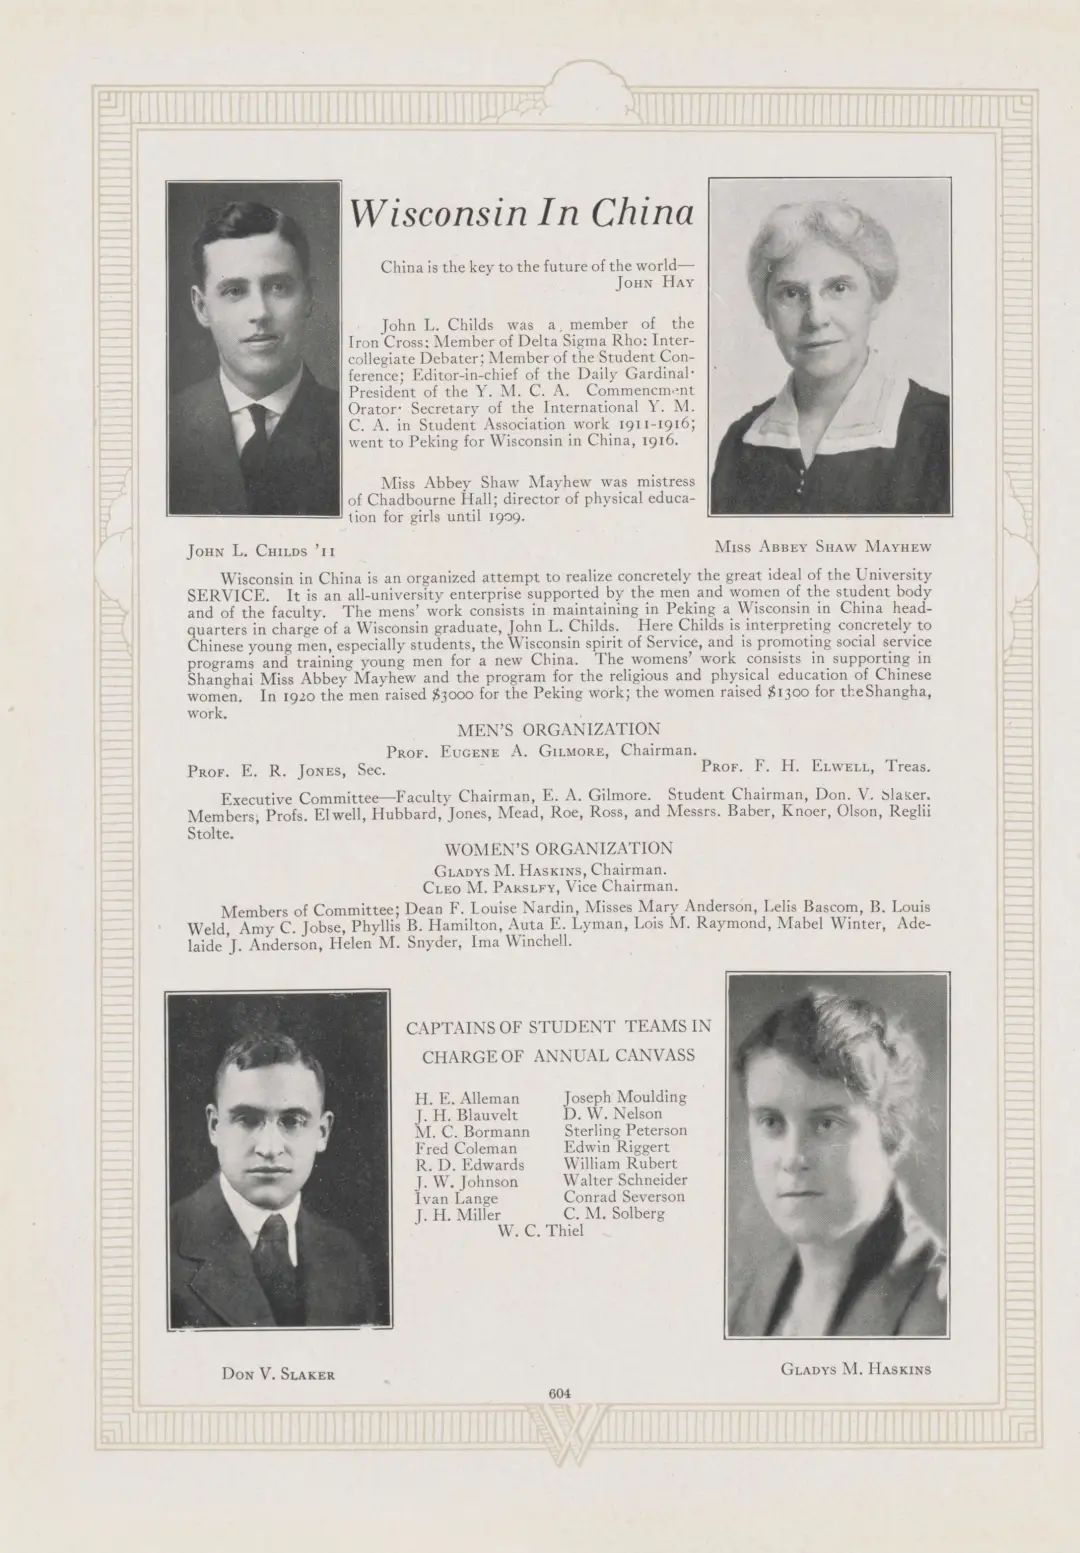 Wisconsin In China
China is the key to the future of the world—
John Hay
John L. Childs was a member of the
Iron Cross; Member of Delta Sigma Rho: Inter-
collegiate Debater; Member of the Student Con-
ference; Editor-in-chief of the Daily Gardinal·
President of the Y. M. C. A. Commencment
Orator· Secretary of the International Y. M.
C. A. in Student Association work 1911-1916;
went to Peking for Wisconsin in China, 1916.
Miss Abbey Shaw Mayhew was mistress
of Chadbourne Hall; director of physical educa-
tion for girls until 1909.
John L. Childs '11
Miss Abbey Shaw Mayhew
Wisconsin in China is an organized attempt to realize concretely the great ideal of the University
SERVICE. It is an all-university enterprise supported by the men and women of the student body
and of the faculty. The mens' work consists in maintaining in Peking a Wisconsin in China head-
quarters in charge of a Wisconsin graduate, John L. Childs. Here Childs is interpreting concretely to
Chinese young men, especially students, the Wisconsin spirit of Service, and is promoting social service
programs and training young men for a new China. The womens' work consists in supporting in
Shanghai Miss Abbey Mayhew and the program for the religious and physical education of Chinese
women. In 1920 the men raised $3000 for the Peking work; the women raised $1300 for theShangha,
work.
MEN'S ORGANIZATION
Prof. Eugene A. Gilmore, Chairman.
Prof. E. R. Jones, Sec. Prof. F. H. Elwell, Treas.
Executive Committee—Faculty Chairman, E. A. Gilmore. Student Chairman, Don. V. Slaker.
Members, Profs. Elwell, Hubbard, Jones, Mead, Roe, Ross, and Messrs. Baber, Knoer, Olson, Reglii
Stolte.
WOMEN'S ORGANIZATION
Gladys M. Haskins, Chairman.
Cleo M. Parslfy, Vice Chairman.
Members of Committee; Dean F. Louise Nardin, Misses Mary Anderson, Lelis Bascom, B. Louis
Weld, Amy C. Jobse, Phyllis B. Hamilton, Auta E. Lyman, Lois M. Raymond, Mabel Winter, Ade-
laide J. Anderson, Helen M. Snyder, Ima Winchell.
CAPTAINS OF STUDENT TEAMS IN
CHARGE OF ANNUAL CANVASS
H. E. Alleman
J. H. Blauvelt
M. C. Bormann
Fred Coleman
R. D. Edwards
J. W. Johnson
Ivan Lange
J. H. Miller
Joseph Moulding
D. W. Nelson
Sterling Peterson
Edwin Riggert
William Rubert
Walter Schneider
Conrad Severson
C. M. Solberg
W. C. Thiel
Don V. Slaker
Gladys M. Haskins
604
W